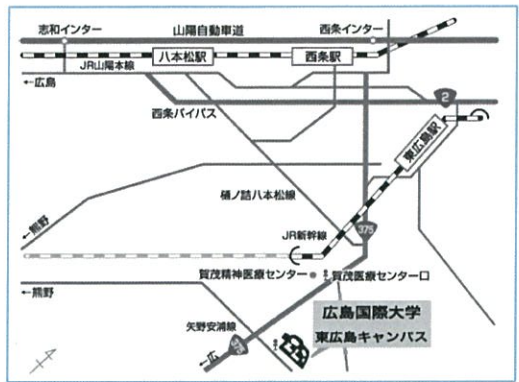 志和インター
山陽自動車道
西条インター
八本松駅
西条駅
JR山陽本線
←広島
2
西条バイパス
東広島駅
樋ノ詰八本松線
←熊野
JR新幹線
375
賀茂精神医療センター
賀茂医療センター口
←熊野
広島国際大学
東広島キャンパス
矢野安浦線
375
←広